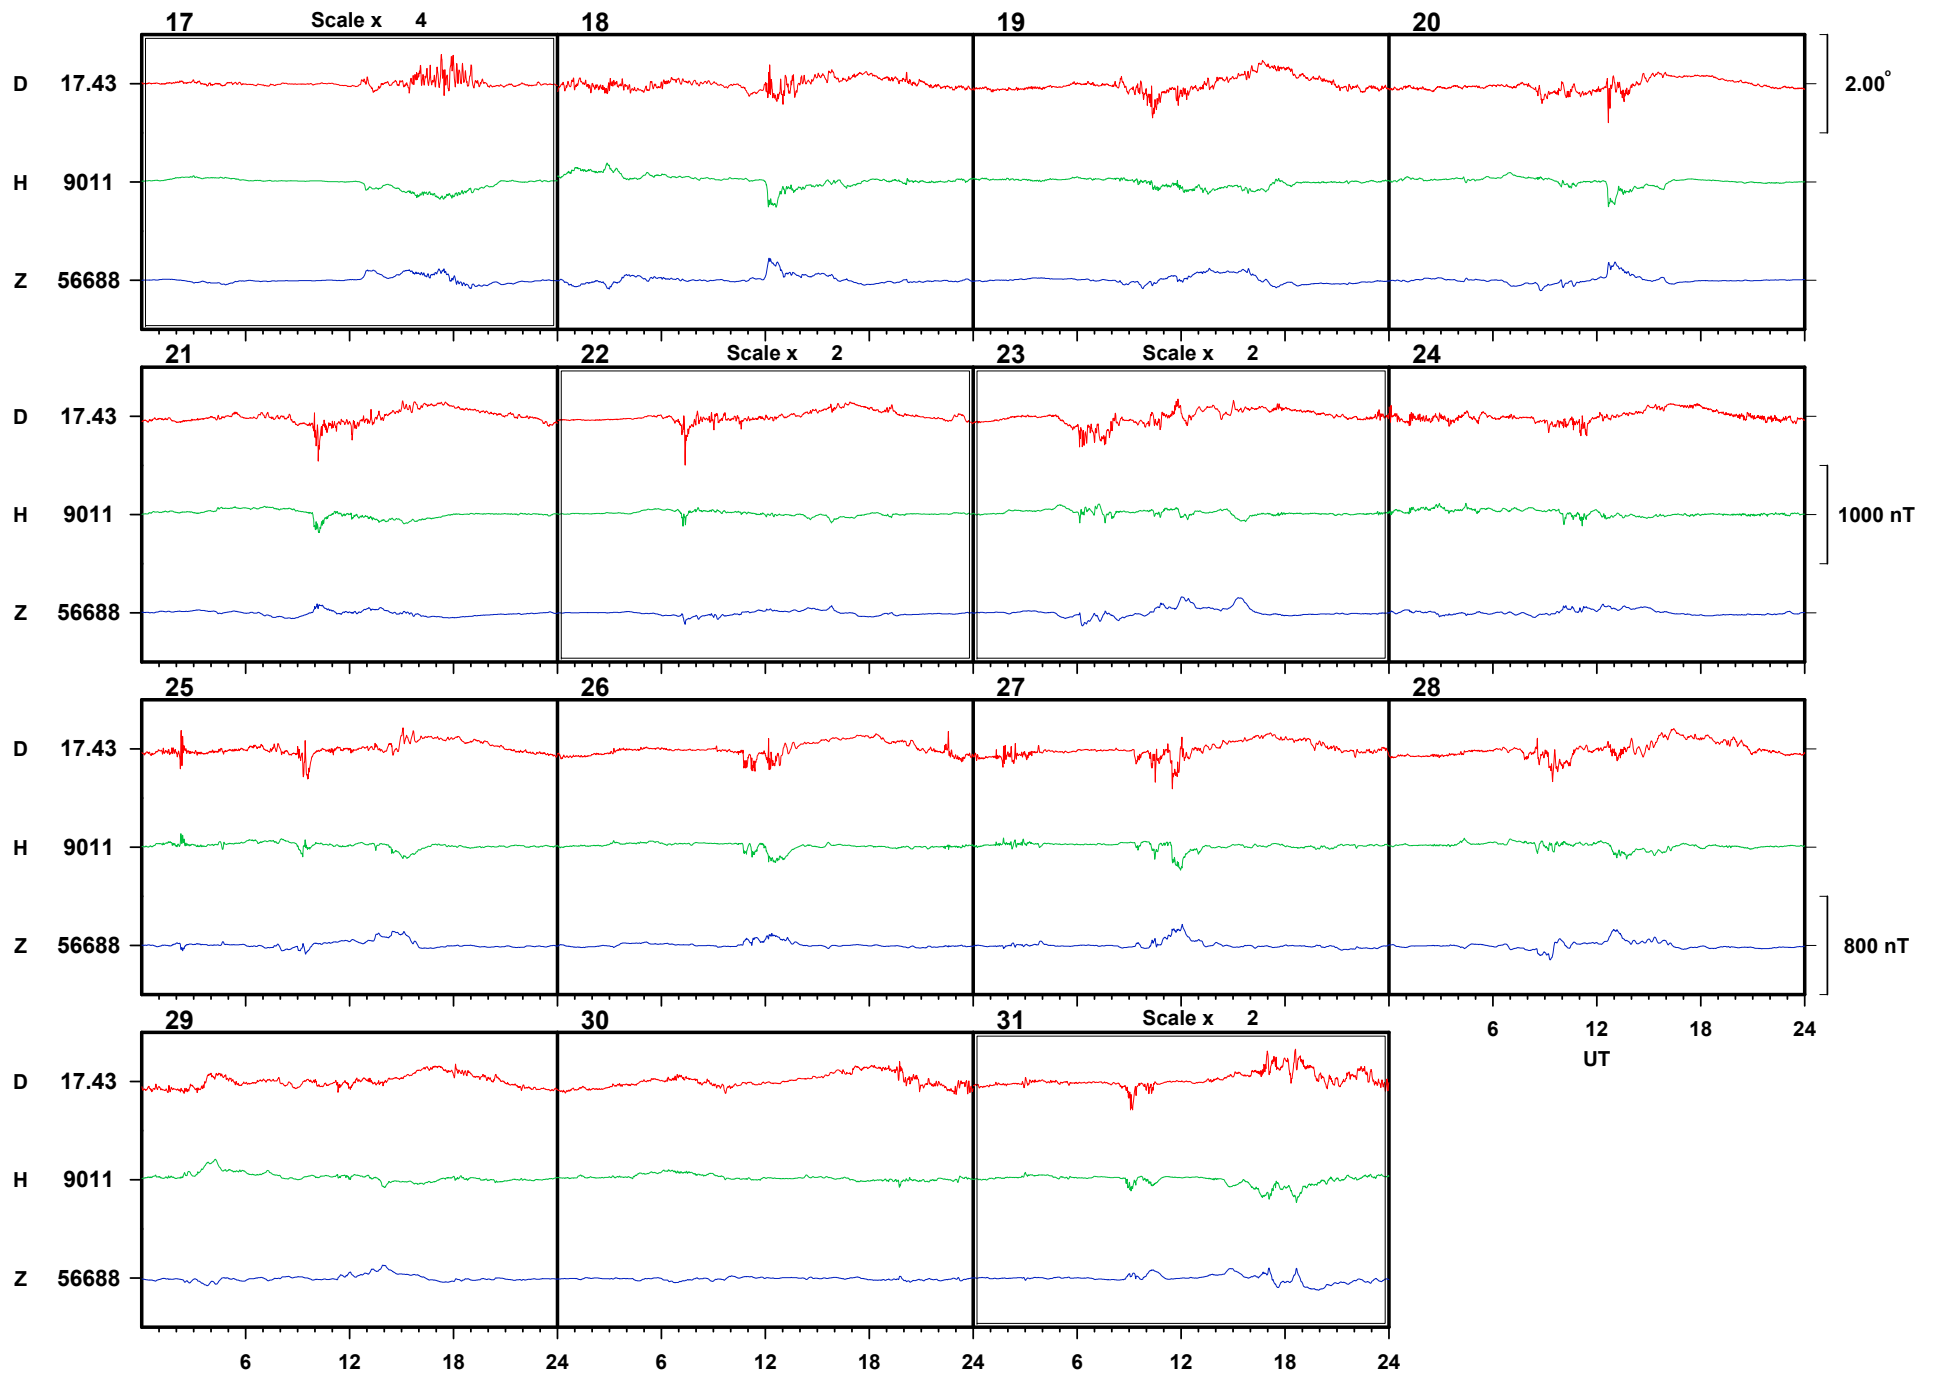 17 Scale x 4 18 19 20
D 17.43 2.00°
H 9011
Z 56688
21 22 Scale x 2 23 Scale x 2 24
D 17.43
H 9011 1000 nT
Z 56688
25 26 27 28
D 17.43
H 9011
Z 56688 800 nT
29 30 31 Scale x 2 6 12 18 24
UT
D 17.43
H 9011
Z 56688
6 12 18 24 6 12 18 24 6 12 18 24